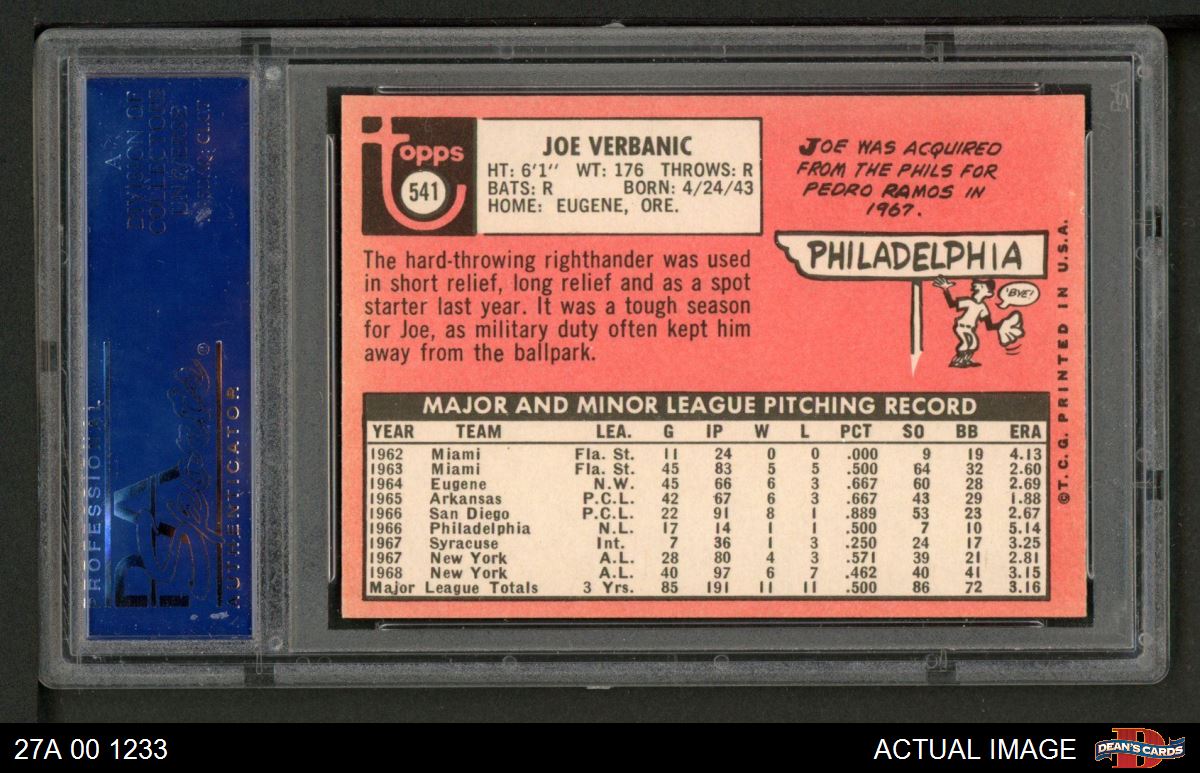 A
DIVISION OF
COLLECTORS
UNIVERSE
NASDAQ: CLCT
PROFESSIONAL
PSA
Sports®
AUTHENTICATOR
topps
541
JOE VERBANIC
HT: 6'1" WT: 176 THROWS: R
BATS: R BORN: 4/24/43
HOME: EUGENE, ORE.
The hard-throwing righthander was used
in short relief, long relief and as a spot
starter last year. It was a tough season
for Joe, as military duty often kept him
away from the ballpark.
JOE WAS ACQUIRED
FROM THE PHILS FOR
PEDRO RAMOS IN
1967.
PHILADELPHIA
'BYE!
MAJOR AND MINOR LEAGUE PITCHING RECORD
YEAR TEAM LEA. G IP W L PCT SO BB ERA
1962 Miami Fla. St. 11 24 0 0 .000 9 19 4.13
1963 Miami Fla. St. 45 83 5 5 .500 64 32 2.60
1964 Eugene N.W. 45 66 6 3 .667 60 28 2.69
1965 Arkansas P.C.L. 42 67 6 3 .667 43 29 1.88
1966 San Diego P.C.L. 22 91 8 1 .889 53 23 2.67
1966 Philadelphia N.L. 17 14 1 1 .500 7 10 5.14
1967 Syracuse Int. 7 36 1 3 .250 24 17 3.25
1967 New York A.L. 28 80 4 3 .571 39 21 2.81
1968 New York A.L. 40 97 6 7 .462 40 41 3.15
Major League Totals 3 Yrs. 85 191 11 11 .500 86 72 3.16
©T.C.G. PRINTED IN U.S.A.
27A 00 1233
ACTUAL IMAGE
DEAN'S CARDS